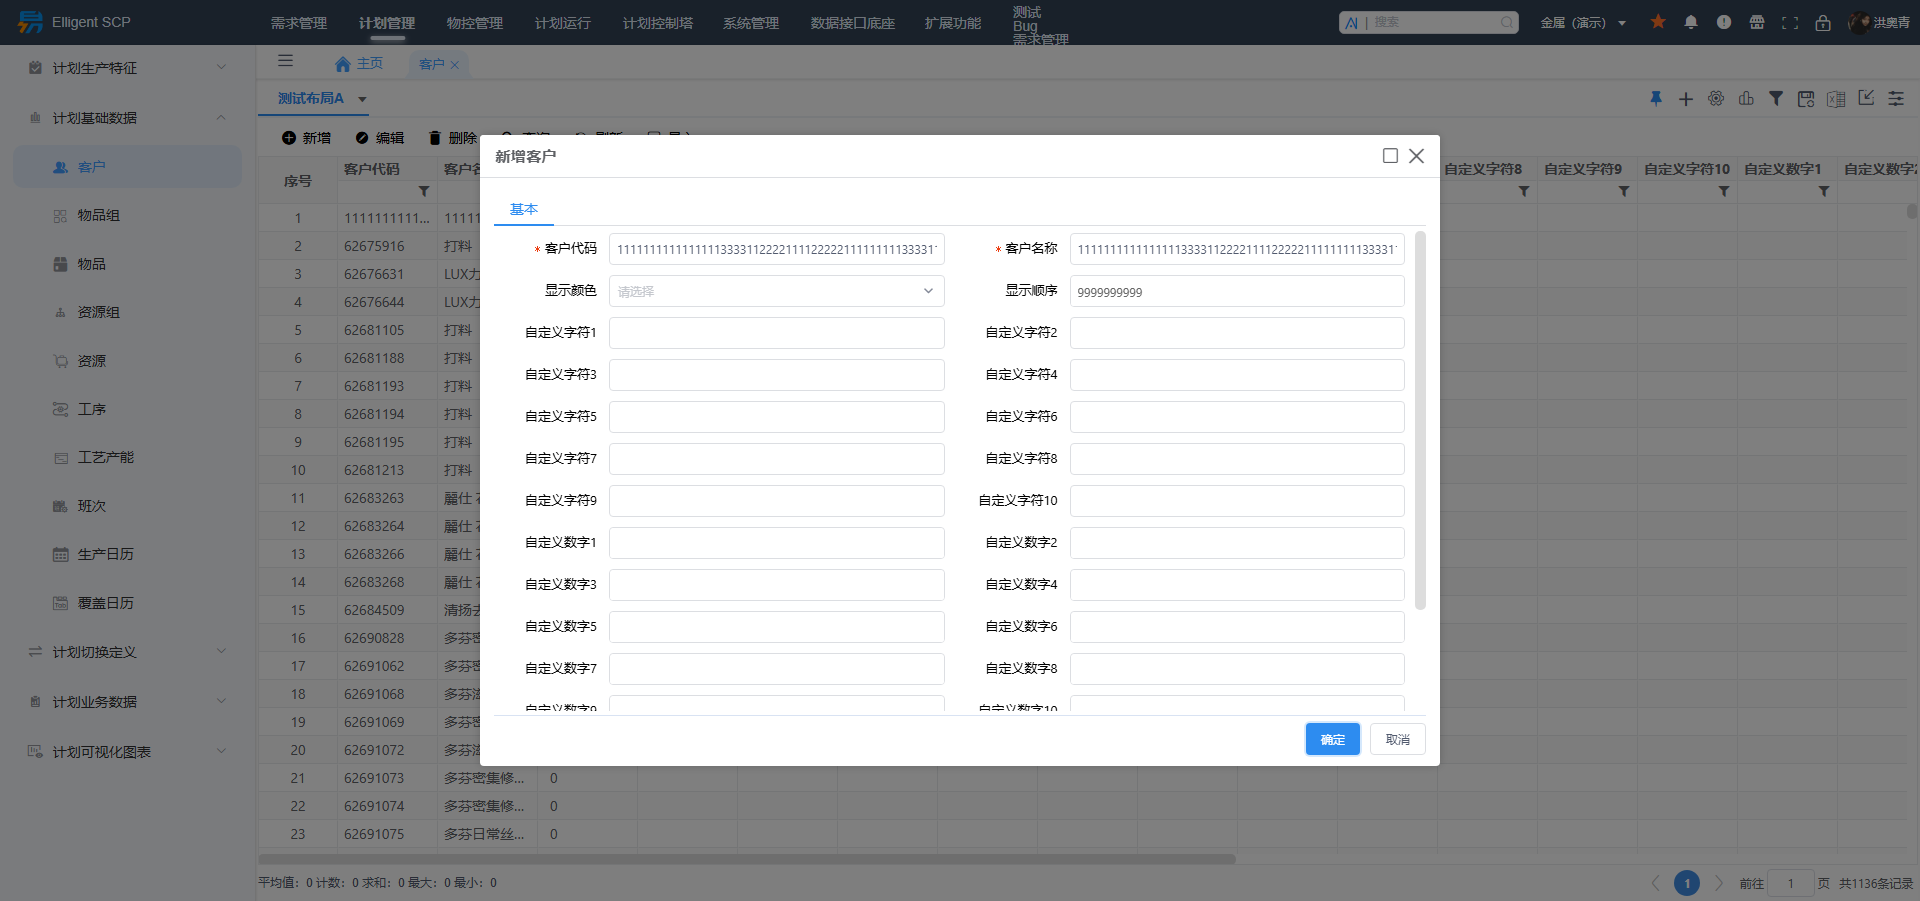 Elligent SCP
需求管理 计划管理 物控管理 计划运行 计划控制塔 系统管理 数据接口底座 扩展功能 测试
Bug
需求管理
AI | 搜索
金属（演示）
洪奥青
计划生产特征
计划基础数据
客户
物品组
物品
资源组
资源
工序
工艺产能
班次
生产日历
覆盖日历
计划切换定义
计划业务数据
计划可视化图表
主页 客户
测试布局A
新增 编辑 删除
序号 客户代码 自定义字符8 自定义字符9 自定义字符10 自定义数字1
1 1111111111...
2 62675916 打料
3 62676631 LUX力
4 62676644 LUX力
5 62681105 打料
6 62681188 打料
7 62681193 打料
8 62681194 打料
9 62681195 打料
10 62681213 打料
11 62683263 麗仕
12 62683264 麗仕
13 62683266 麗仕
14 62683268 麗仕
15 62684509 清扬
16 62690828 多芬密
17 62691062 多芬密
18 62691068 多芬
19 62691069 多芬密
20 62691072 多芬
21 62691073 多芬密集修... 0
22 62691074 多芬密集修... 0
23 62691075 多芬日常丝... 0
平均值：0 计数：0 求和：0 最大：0 最小：0
1 前往 1 页 共1136条记录
新增客户
基本
* 客户代码
* 客户名称
显示颜色 请选择
显示顺序 9999999999
自定义字符1
自定义字符2
自定义字符3
自定义字符4
自定义字符5
自定义字符6
自定义字符7
自定义字符8
自定义字符9
自定义字符10
自定义数字1
自定义数字2
自定义数字3
自定义数字4
自定义数字5
自定义数字6
自定义数字7
自定义数字8
自定义数字9
自定义数字10
确定 取消